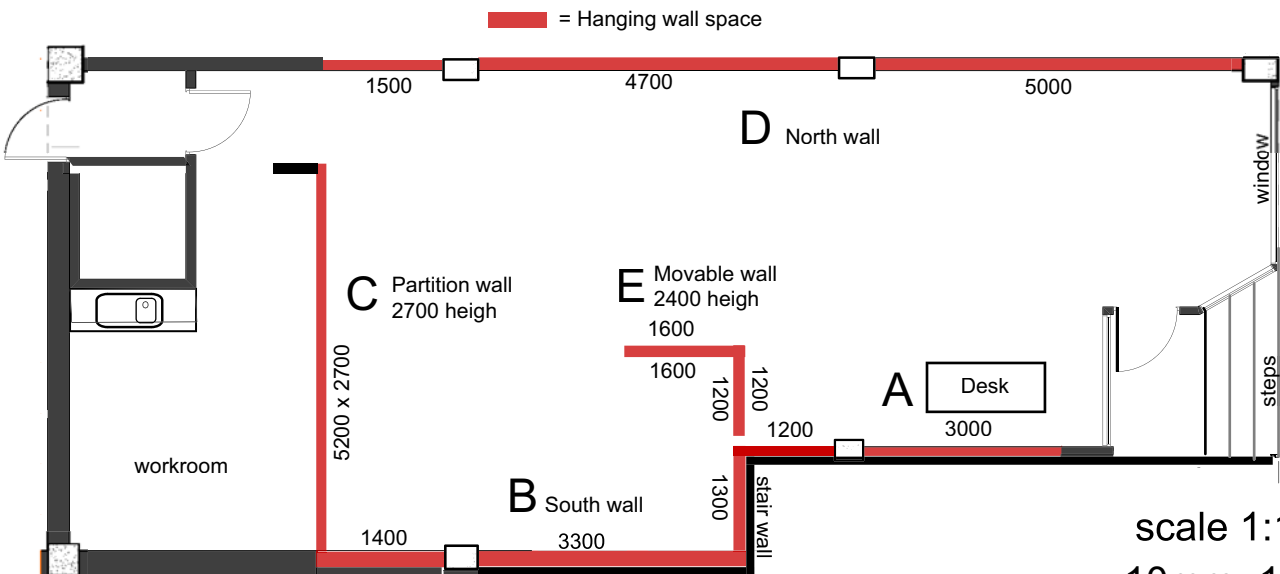 = Hanging wall space
1500
4700
5000
D North wall
window
C Partition wall
2700 heigh
E Movable wall
2400 heigh
1600
1600
1200
1200
5200 x 2700
A
Desk
steps
1200
3000
workroom
B South wall
1300
stair wall
1400
3300
scale 1: